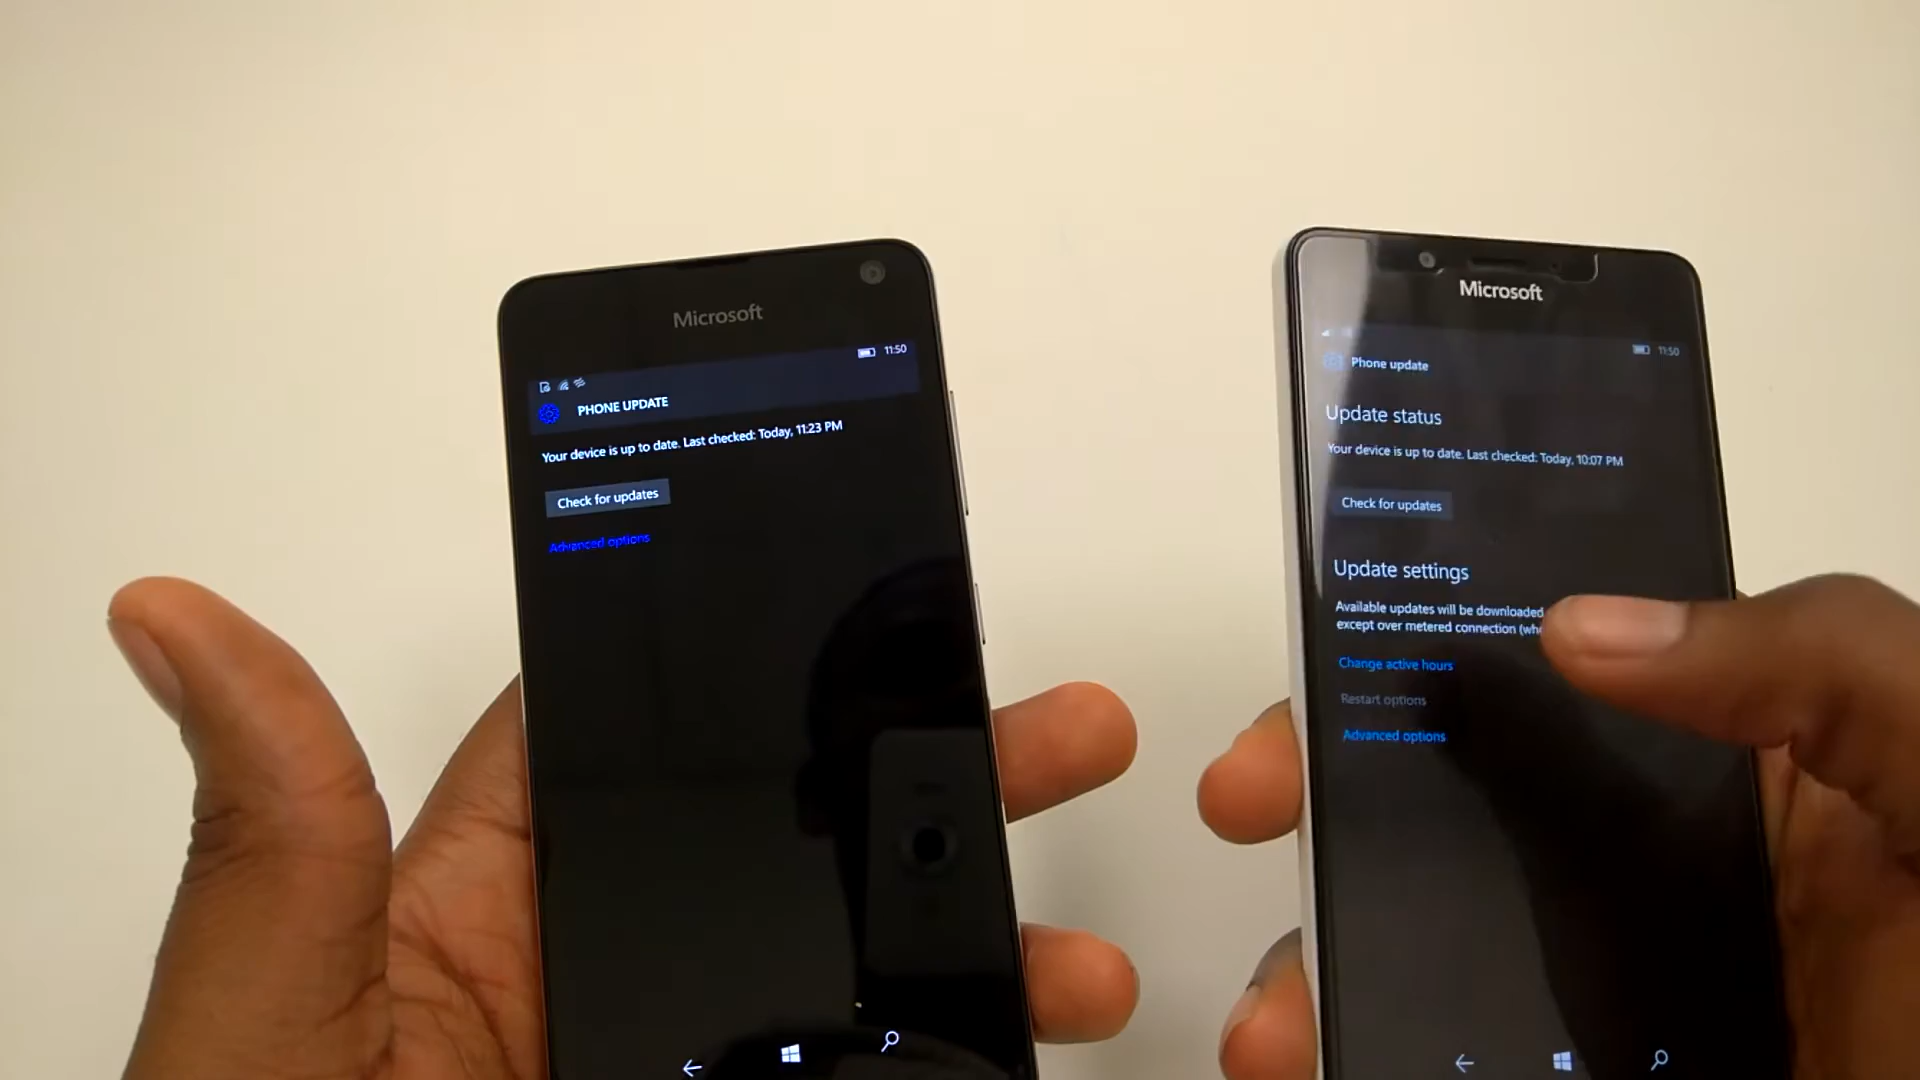 Microsoft
11:50
PHONE UPDATE
Your device is up to date. Last checked: Today, 11:23 PM
Check for updates
Advanced options
Microsoft
11:50
Phone update
Update status
Your device is up to date. Last checked: Today, 10:07 PM
Check for updates
Update settings
Available updates will be downloaded
except over metered connection
Change active hours
Restart options
Advanced options